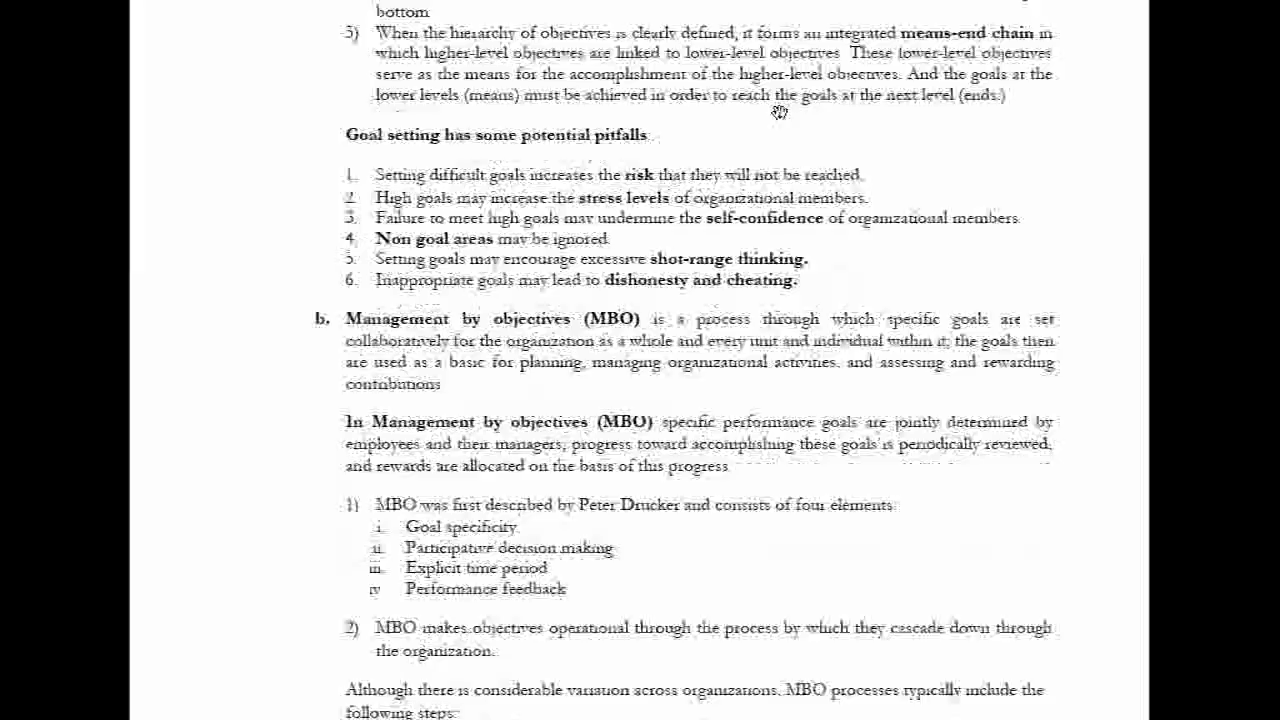 bottom.
5) When the hierarchy of objectives is clearly defined, it forms an integrated means-end chain in
which higher-level objectives are linked to lower-level objectives. These lower-level objectives
serve as the means for the accomplishment of the higher-level objectives. And the goals at the
lower levels (means) must be achieved in order to reach the goals at the next level (ends.)
Goal setting has some potential pitfalls.
1. Setting difficult goals increases the risk that they will not be reached.
2. High goals may increase the stress levels of organizational members.
3. Failure to meet high goals may undermine the self-confidence of organizational members.
4. Non goal areas may be ignored.
5. Setting goals may encourage excessive shot-range thinking.
6. Inappropriate goals may lead to dishonesty and cheating.
b. Management by objectives (MBO) is a process through which specific goals are set
collaboratively for the organization as a whole and every unit and individual within it; the goals then
are used as a basic for planning, managing organizational activities, and assessing and rewarding
contributions
In Management by objectives (MBO) specific performance goals are jointly determined by
employees and their managers, progress toward accomplishing these goals is periodically reviewed,
and rewards are allocated on the basis of this progress
1) MBO was first described by Peter Drucker and consists of four elements
i. Goal specificity
ii. Participative decision making
iii. Explicit time period
iv Performance feedback
2) MBO makes objectives operational through the process by which they cascade down through
the organization.
Although there is considerable variation across organizations, MBO processes typically include the
following steps: